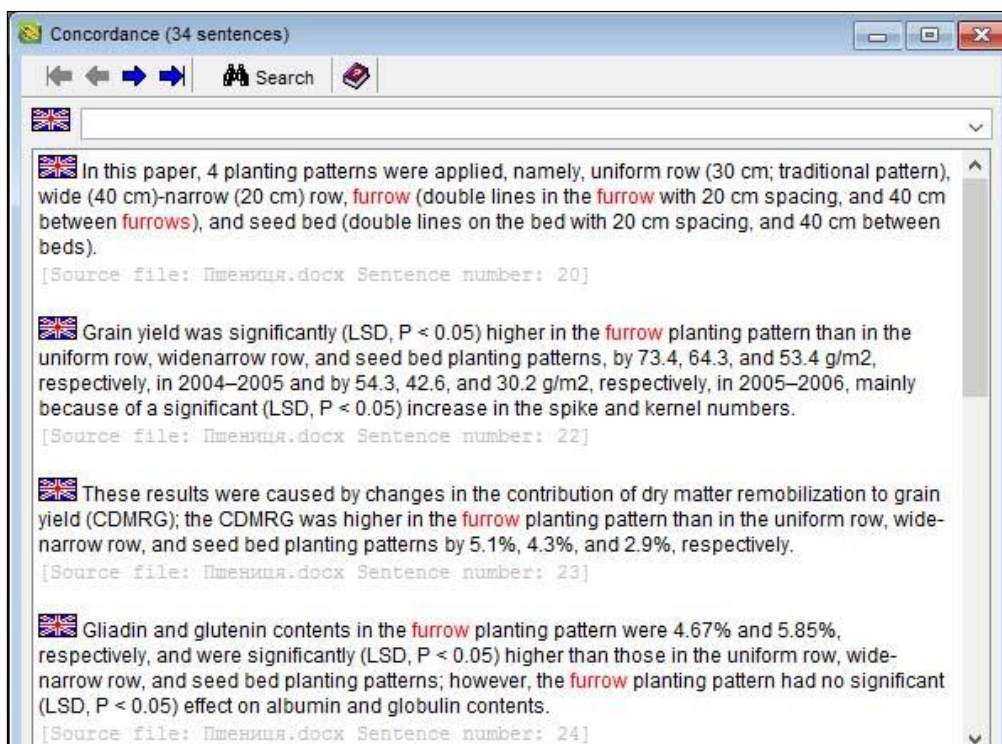 Concordance (34 sentences)
Search
In this paper, 4 planting patterns were applied, namely, uniform row (30 cm; traditional pattern),
wide (40 cm)-narrow (20 cm) row, furrow (double lines in the furrow with 20 cm spacing, and 40 cm
between furrows), and seed bed (double lines on the bed with 20 cm spacing, and 40 cm between
beds).
[Source file: Пшениця.docx Sentence number: 20]
Grain yield was significantly (LSD, P < 0.05) higher in the furrow planting pattern than in the
uniform row, widenarrow row, and seed bed planting patterns, by 73.4, 64.3, and 53.4 g/m2,
respectively, in 2004–2005 and by 54.3, 42.6, and 30.2 g/m2, respectively, in 2005–2006, mainly
because of a significant (LSD, P < 0.05) increase in the spike and kernel numbers.
[Source file: Пшениця.docx Sentence number: 22]
These results were caused by changes in the contribution of dry matter remobilization to grain
yield (CDMRG); the CDMRG was higher in the furrow planting pattern than in the uniform row, wide-
narrow row, and seed bed planting patterns by 5.1%, 4.3%, and 2.9%, respectively.
[Source file: Пшениця.docx Sentence number: 23]
Gliadin and glutenin contents in the furrow planting pattern were 4.67% and 5.85%,
respectively, and were significantly (LSD, P < 0.05) higher than those in the uniform row, wide-
narrow row, and seed bed planting patterns; however, the furrow planting pattern had no significant
(LSD, P < 0.05) effect on albumin and globulin contents.
[Source file: Пшениця.docx Sentence number: 24]